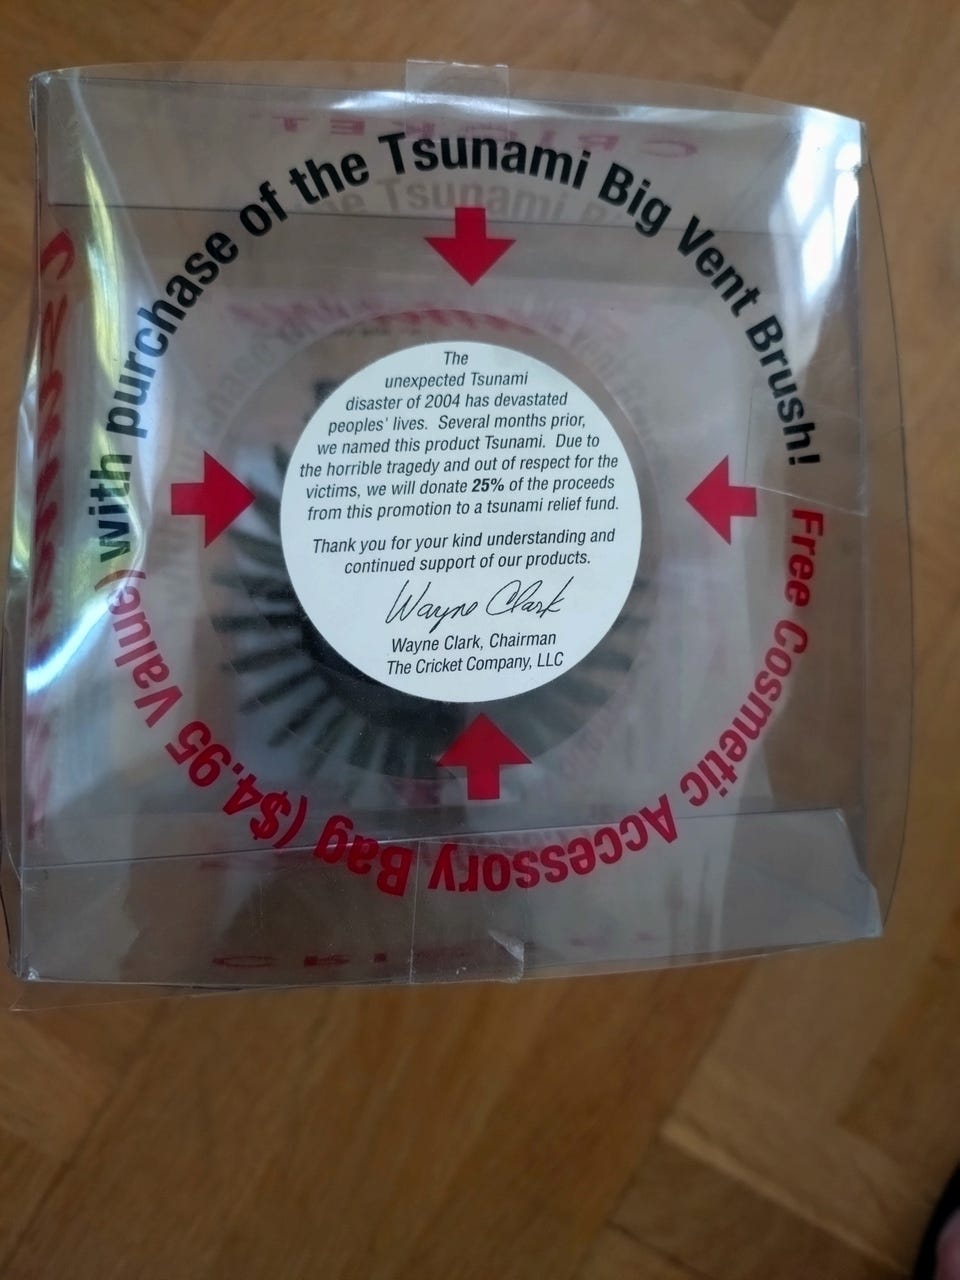 Free Cosmetic Accessory Bag ($4.95 Value) with purchase of the Tsunami Big Vent Brush!
The
unexpected Tsunami
disaster of 2004 has devastated
peoples' lives. Several months prior,
we named this product Tsunami. Due to
the horrible tragedy and out of respect for the
victims, we will donate 25% of the proceeds
from this promotion to a tsunami relief fund.
Thank you for your kind understanding and
continued support of our products.
Wayne Clark
Wayne Clark, Chairman
The Cricket Company, LLC